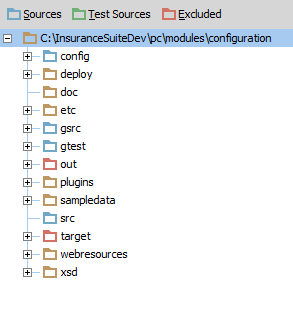 Sources Test Sources Excluded
C:\InsuranceSuiteDev\pc\modules\configuration
config
deploy
doc
etc
gsrc
gtest
out
plugins
sampledata
src
target
webresources
xsd